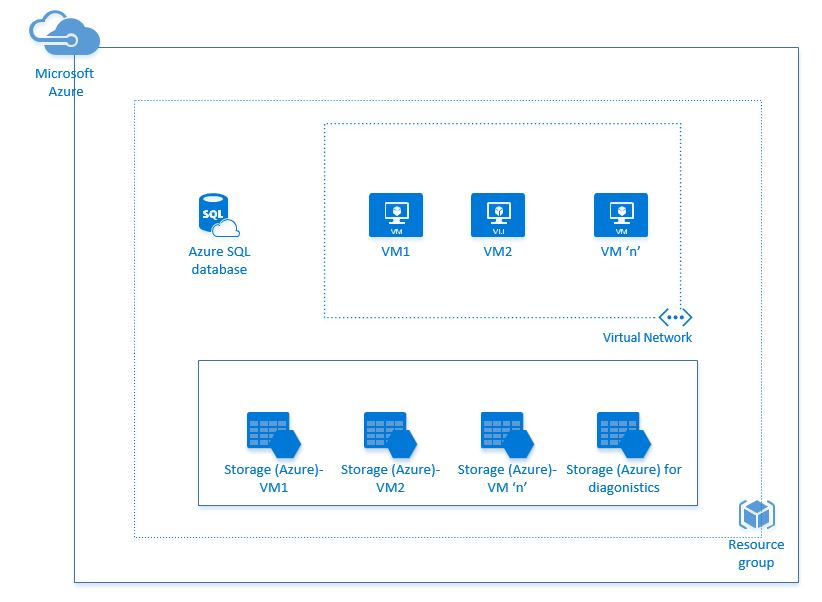 Microsoft
Azure
SQL
Azure SQL
database
VM
VM1
VM2
VM
VM ‘n’
Virtual Network
Storage (Azure)-
VM1
Storage (Azure)-
VM2
Storage (Azure)-
VM ‘n’
Storage (Azure) for
diagonistics
Resource
group